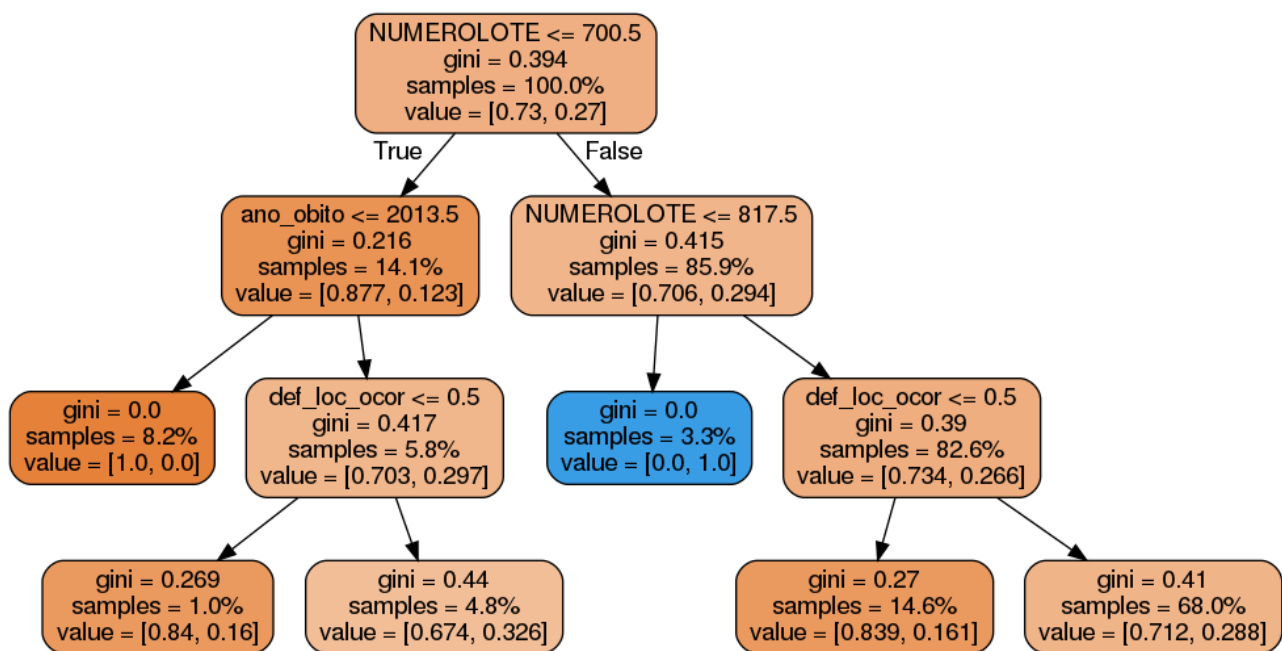 NUMEROLOTE <= 700.5
gini = 0.394
samples = 100.0%
value = [0.73, 0.27]
True
False
ano_obito <= 2013.5
gini = 0.216
samples = 14.1%
value = [0.877, 0.123]
NUMEROLOTE <= 817.5
gini = 0.415
samples = 85.9%
value = [0.706, 0.294]
gini = 0.0
samples = 8.2%
value = [1.0, 0.0]
def_loc_ocor <= 0.5
gini = 0.417
samples = 5.8%
value = [0.703, 0.297]
gini = 0.0
samples = 3.3%
value = [0.0, 1.0]
def_loc_ocor <= 0.5
gini = 0.39
samples = 82.6%
value = [0.734, 0.266]
gini = 0.269
samples = 1.0%
value = [0.84, 0.16]
gini = 0.44
samples = 4.8%
value = [0.674, 0.326]
gini = 0.27
samples = 14.6%
value = [0.839, 0.161]
gini = 0.41
samples = 68.0%
value = [0.712, 0.288]